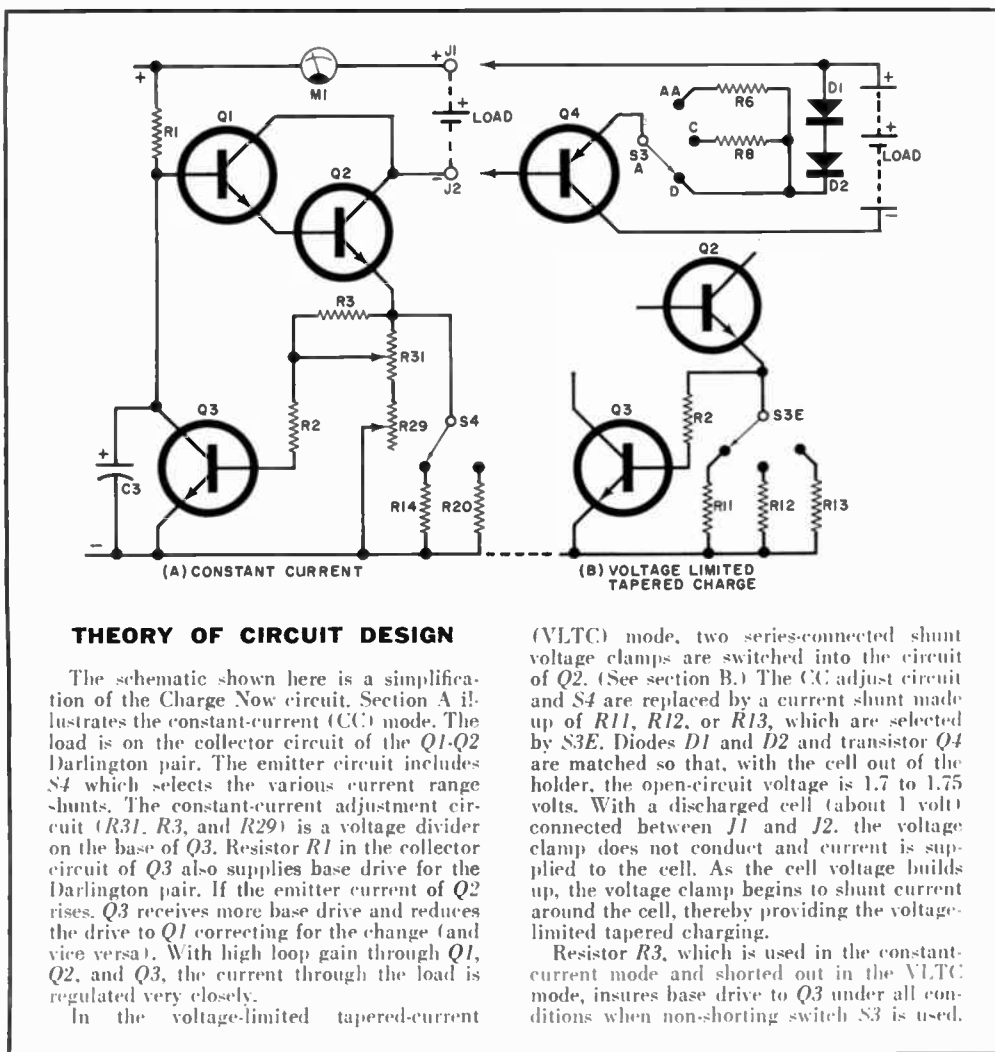 +
M1
+ J1
+
LOAD
- J2
R1
Q1
Q2
R3
R31
R2
R29
S4
Q3
+
C3
R14
R20
-
(A) CONSTANT CURRENT
Q4
AA
R6
C
R8
S3
A
D
D1
D2
+
+
LOAD
-
Q2
Q3
R2
S3E
R11
R12
R13
(B) VOLTAGE LIMITED
TAPERED CHARGE
THEORY OF CIRCUIT DESIGN
The schematic shown here is a simplifica-
tion of the Charge Now circuit. Section A il-
lustrates the constant-current (CC) mode. The
load is on the collector circuit of the Q1-Q2
Darlington pair. The emitter circuit includes
S4 which selects the various current range
shunts. The constant-current adjustment cir-
cuit (R31, R3, and R29) is a voltage divider
on the base of Q3. Resistor R1 in the collector
circuit of Q3 also supplies base drive for the
Darlington pair. If the emitter current of Q2
rises. Q3 receives more base drive and reduces
the drive to Q1 correcting for the change (and
vice versa). With high loop gain through Q1,
Q2, and Q3, the current through the load is
regulated very closely.
In the voltage-limited tapered-current
(VLTC) mode, two series-connected shunt
voltage clamps are switched into the circuit
of Q2. (See section B.) The CC adjust circuit
and S4 are replaced by a current shunt made
up of R11, R12, or R13, which are selected
by S3E. Diodes D1 and D2 and transistor Q4
are matched so that, with the cell out of the
holder, the open-circuit voltage is 1.7 to 1.75
volts. With a discharged cell (about 1 volt)
connected between J1 and J2. the voltage
clamp does not conduct and current is sup-
plied to the cell. As the cell voltage builds
up, the voltage clamp begins to shunt current
around the cell, thereby providing the voltage-
limited tapered charging.
Resistor R3, which is used in the constant-
current mode and shorted out in the VLTC
mode, insures base drive to Q3 under all con-
ditions when non-shorting switch S3 is used.